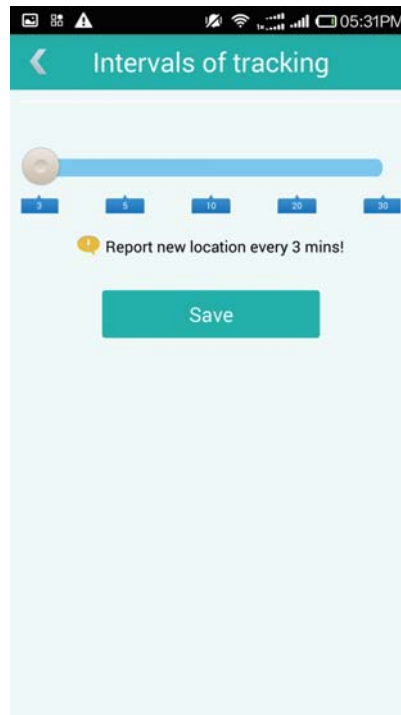 05:31PM
Intervals of tracking
3 5 10 20 30
Report new location every 3 mins!
Save